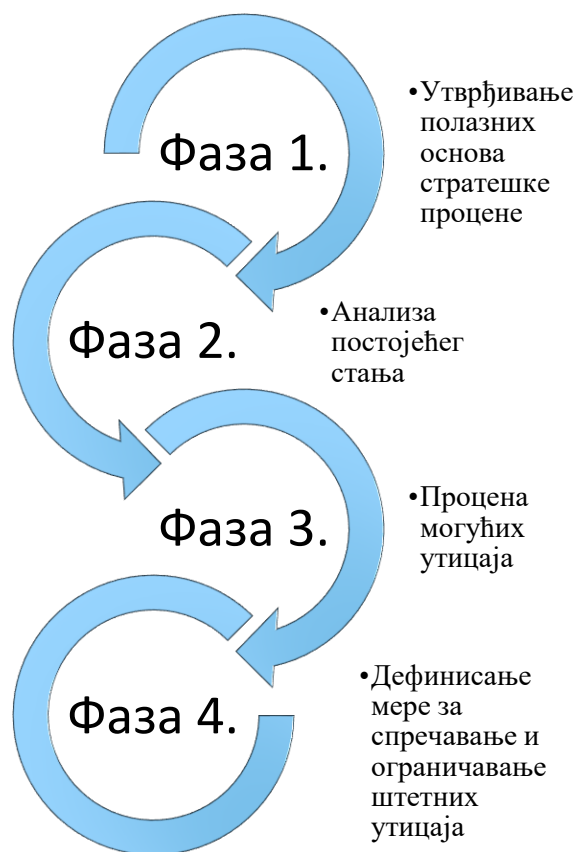 Фаза 1.
•Утврђивање
полазних
основа
стратешке
процене
Фаза 2.
•Анализа
постојећег
стања
Фаза 3.
•Процена
могућих
утицаја
Фаза 4.
•Дефинисање
мере за
спречавање и
ограничавање
штетних
утицаја